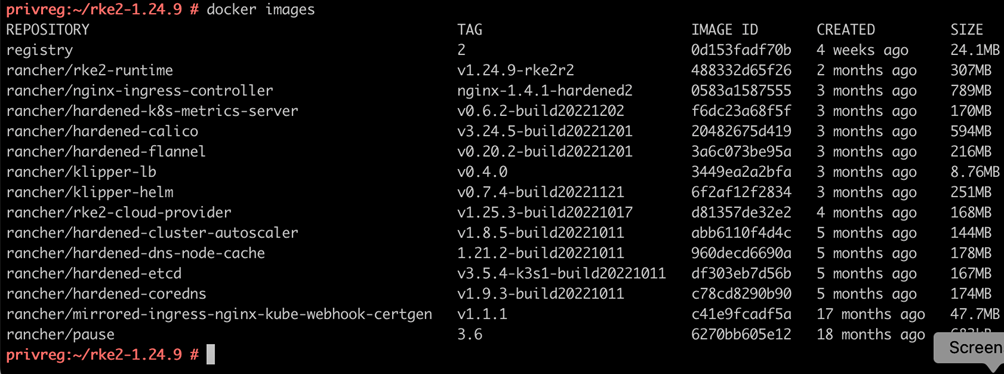 privreg:~/rke2-1.24.9 # docker images
REPOSITORY TAG IMAGE ID CREATED SIZE
registry 2 0d153fadf70b 4 weeks ago 24.1MB
rancher/rke2-runtime v1.24.9-rke2r2 488332d65f26 2 months ago 307MB
rancher/nginx-ingress-controller nginx-1.4.1-hardened2 0583a1587555 3 months ago 789MB
rancher/hardened-k8s-metrics-server v0.6.2-build20221202 f6dc23a68f5f 3 months ago 170MB
rancher/hardened-calico v3.24.5-build20221201 20482675d419 3 months ago 594MB
rancher/hardened-flannel v0.20.2-build20221201 3a6c073be95a 3 months ago 216MB
rancher/klipper-lb v0.4.0 3449ea2a2bfa 3 months ago 8.76MB
rancher/klipper-helm v0.7.4-build20221121 6f2af12f2834 3 months ago 251MB
rancher/rke2-cloud-provider v1.25.3-build20221017 d81357de32e2 4 months ago 168MB
rancher/hardened-cluster-autoscaler v1.8.5-build20221011 abb6110f4d4c 5 months ago 144MB
rancher/hardened-dns-node-cache 1.21.2-build20221011 960decd6690a 5 months ago 178MB
rancher/hardened-etcd v3.5.4-k3s1-build20221011 df303eb7d56b 5 months ago 167MB
rancher/hardened-coredns v1.9.3-build20221011 c78cd8290b90 5 months ago 174MB
rancher/mirrored-ingress-nginx-kube-webhook-certgen v1.1.1 c41e9fcadf5a 17 months ago 47.7MB
rancher/pause 3.6 6270bb605e12 18 months ago
privreg:~/rke2-1.24.9 #
Screen